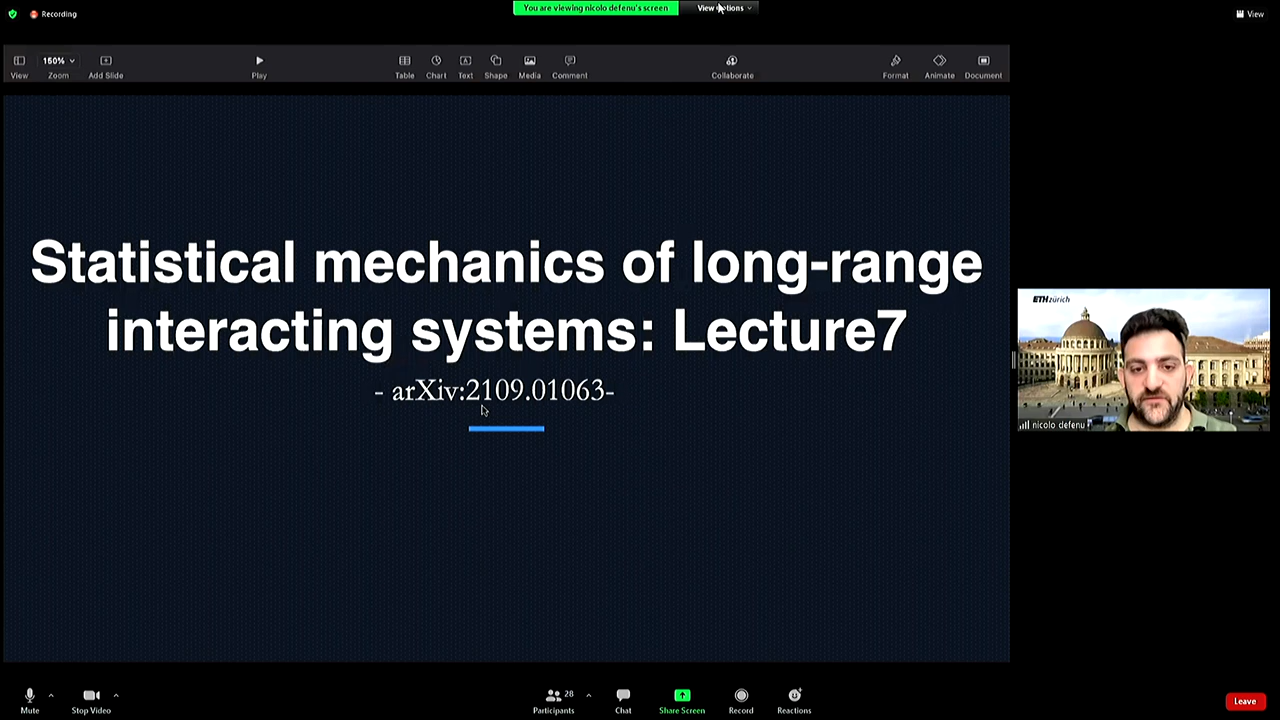 Recording
You are viewing nicolo defenu's screen
View Options
View
150%
View
Zoom
Add Slide
Play
Table
Chart
Text
Shape
Media
Comment
Collaborate
Format
Animate
Document
Statistical mechanics of long-range
interacting systems: Lecture7
- arXiv:2109.01063-
ETH zürich
nicolo defenu
Mute
Stop Video
28
Participants
Chat
Share Screen
Record
Reactions
Leave